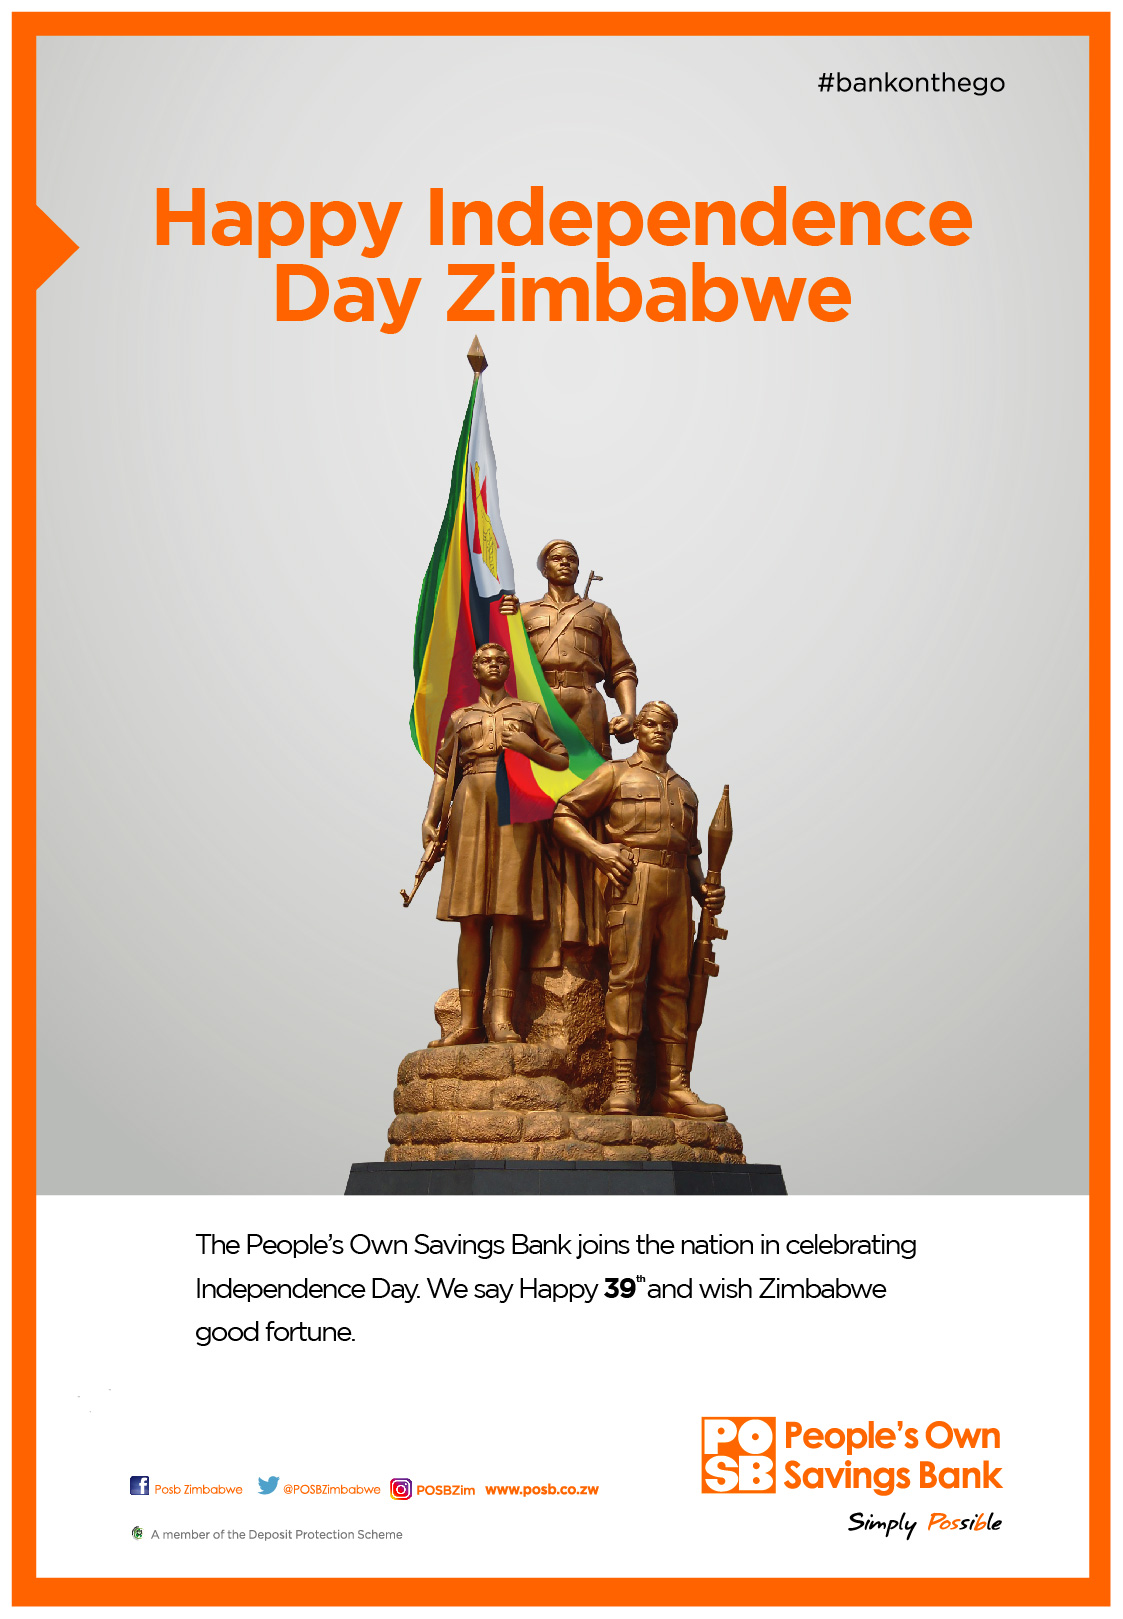 #bankonthego
Happy Independence
Day Zimbabwe
The People's Own Savings Bank joins the nation in celebrating
Independence Day. We say Happy 39th and wish Zimbabwe
good fortune.
PO
SB
People's Own
Savings Bank
Simply Possible
Posb Zimbabwe @POSBZimbabwe POSBZim www.posb.co.zw
A member of the Deposit Protection Scheme